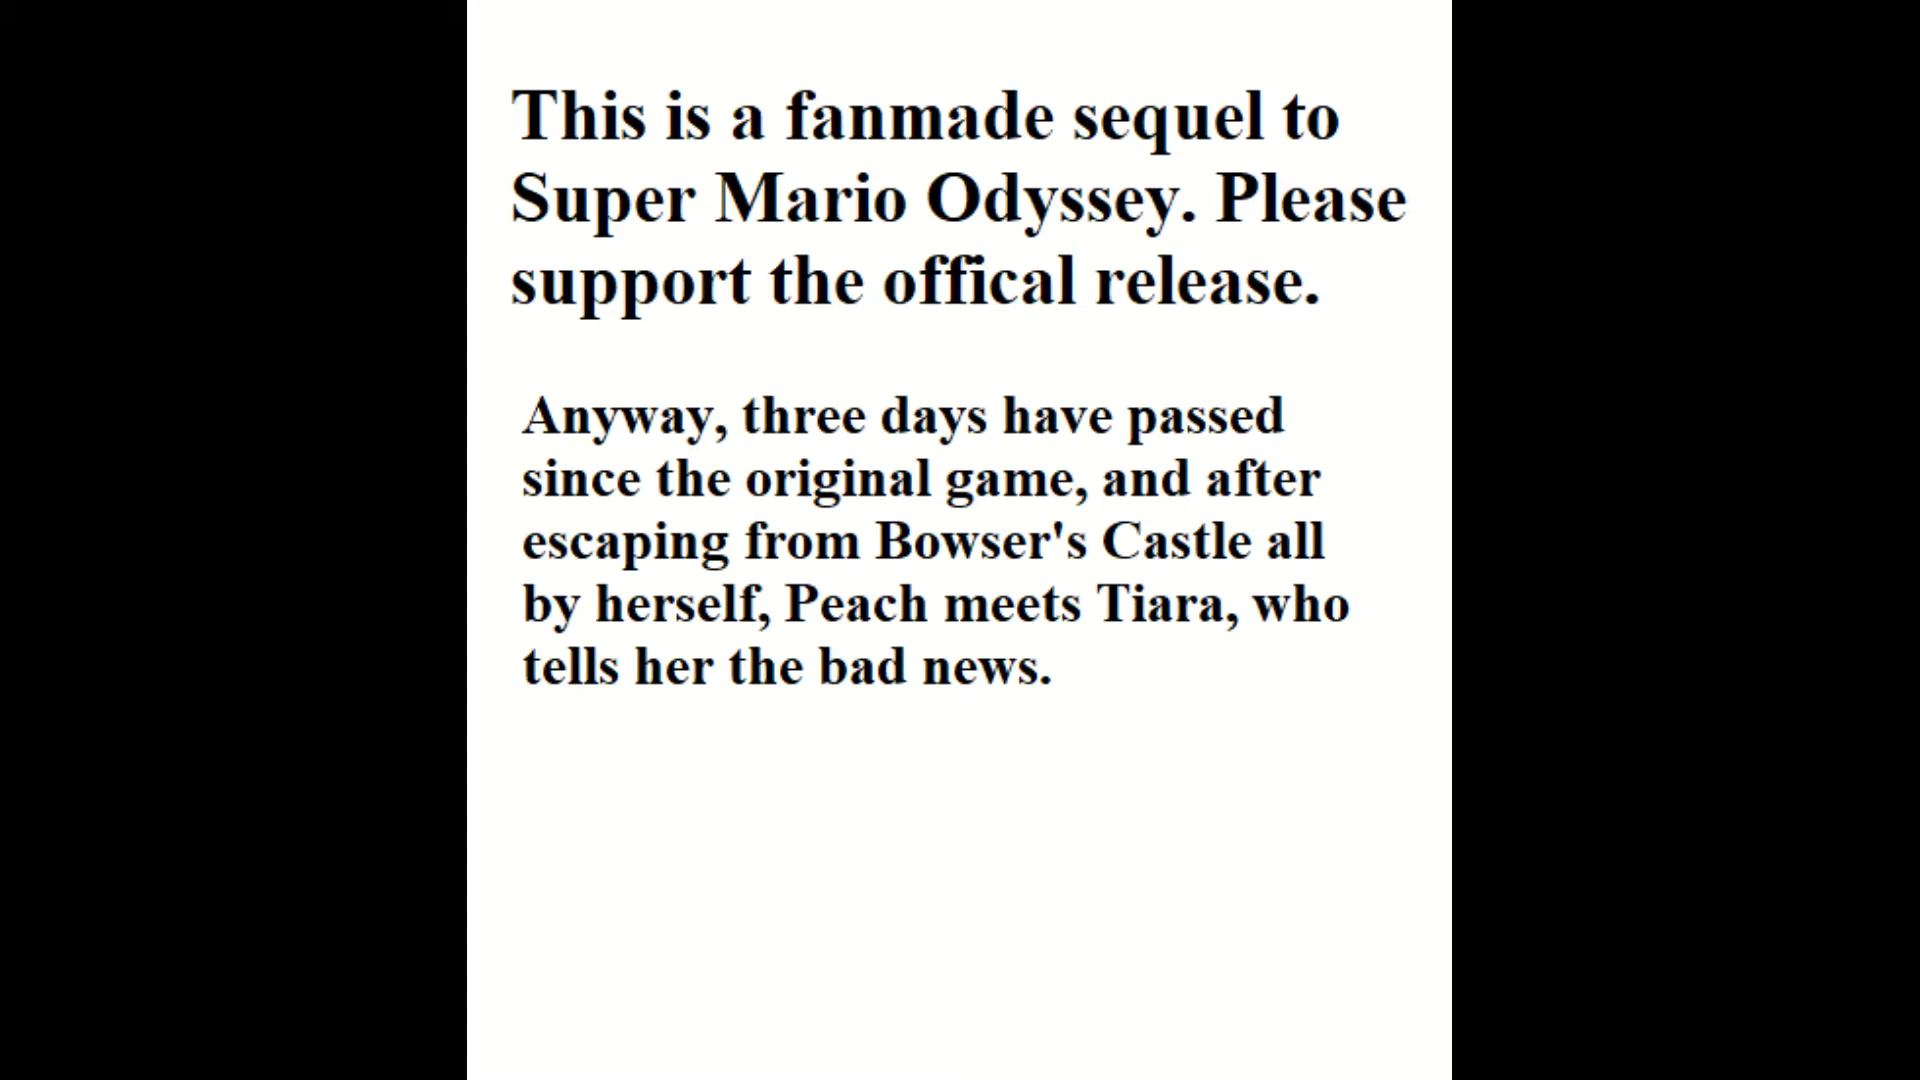 This is a fanmade sequel to
Super Mario Odyssey. Please
support the offical release.
Anyway, three days have passed
since the original game, and after
escaping from Bowser's Castle all
by herself, Peach meets Tiara, who
tells her the bad news.